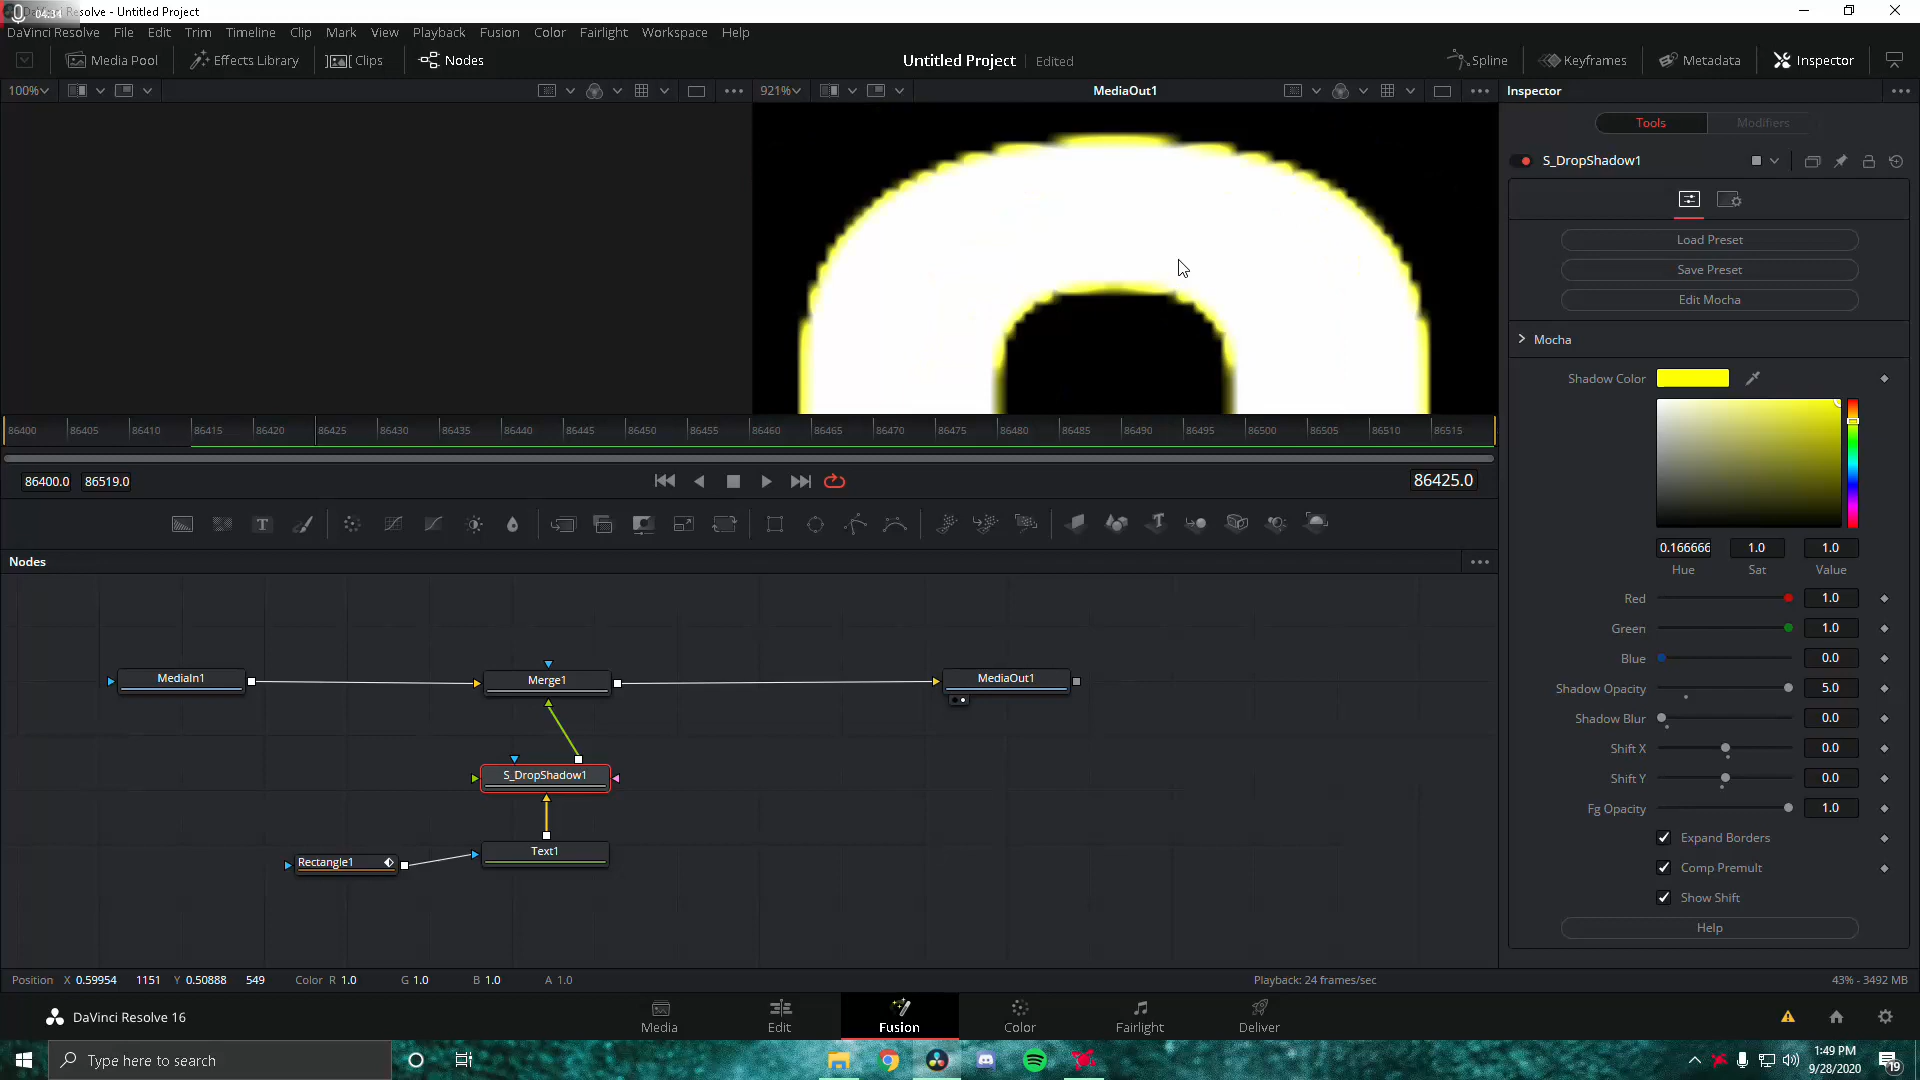 04:34
DaVinci Resolve - Untitled Project
DaVinci Resolve File Edit Trim Timeline Clip Mark View Playback Fusion Color Fairlight Workspace Help
Media Pool Effects Library Clips Nodes Untitled Project Edited Spline Keyframes Metadata Inspector
100% 921% MediaOut1 Inspector
Tools Modifiers
S_DropShadow1
Load Preset
Save Preset
Edit Mocha
Mocha
Shadow Color
0.166666 1.0 1.0
Hue Sat Value
Red 1.0
Green 1.0
Blue 0.0
Shadow Opacity 5.0
Shadow Blur 0.0
Shift X 0.0
Shift Y 0.0
Fg Opacity 1.0
Expand Borders
Comp Premult
Show Shift
Help
86400 86405 86410 86415 86420 86425 86430 86435 86440 86445 86450 86455 86460 86465 86470 86475 86480 86485 86490 86495 86500 86505 86510 86515
86400.0 86519.0 86425.0
T
Nodes
MediaIn1 Merge1 MediaOut1
S_DropShadow1
Rectangle1 Text1
Position X 0.59954 1151 Y 0.50888 549 Color R 1.0 G 1.0 B 1.0 A 1.0 Playback: 24 frames/sec 43% - 3492 MB
DaVinci Resolve 16 Media Edit Fusion Color Fairlight Deliver
Type here to search
1:49 PM
9/28/2020
19